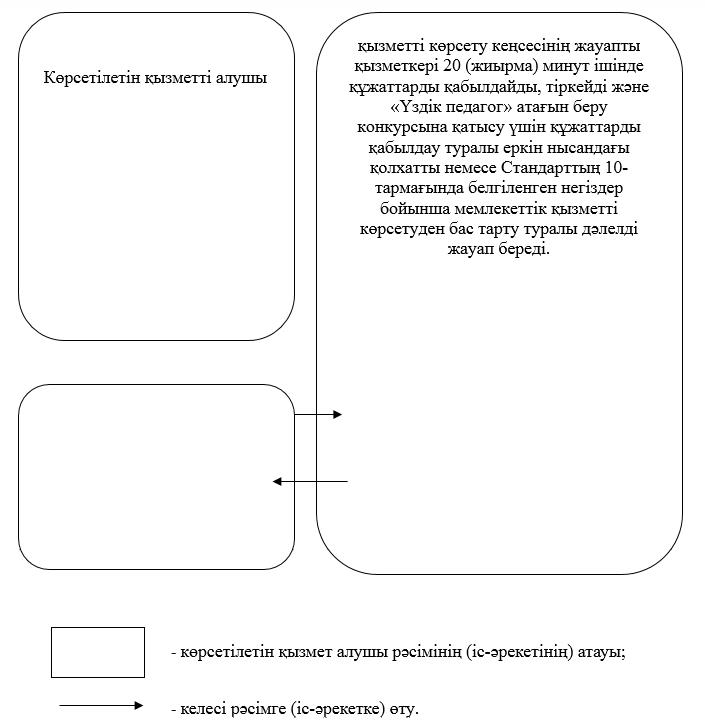 Көрсетілетін қызметті алушы
қызметті көрсету кеңсесінің жауапты
қызметкері 20 (жиырма) минут ішінде
құжаттарды қабылдайды, тіркейді және
«Үздік педагог» атағын беру
конкурсына қатысу үшін құжаттарды
қабылдау туралы еркін нысандағы
қолхатты немесе Стандарттың 10-
тармағында белгіленген негіздер
бойынша мемлекеттік қызметті
көрсетуден бас тарту туралы дәлелді
жауап береді.
- көрсетілетін қызмет алушы рәсімінің (іс-әрекетінің) атауы;
- келесі рәсімге (іс-әрекетке) өту.